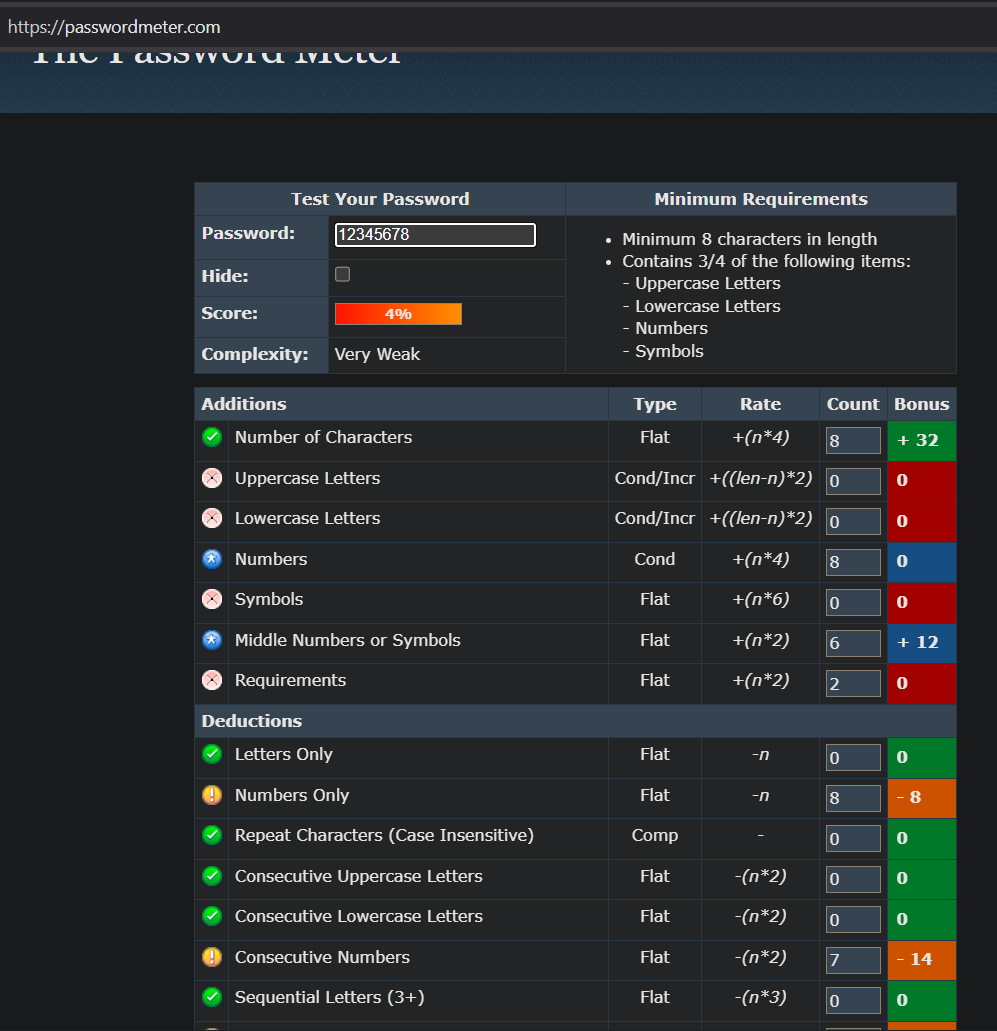 https://passwordmeter.com
The Password Meter
Test Your Password
Minimum Requirements
Password:
12345678
Hide:
Score:
4%
Complexity:
Very Weak
• Minimum 8 characters in length
• Contains 3/4 of the following items:
- Uppercase Letters
- Lowercase Letters
- Numbers
- Symbols
Additions Type Rate Count Bonus
Number of Characters Flat +(n*4) 8 + 32
Uppercase Letters Cond/Incr +((len-n)*2) 0 0
Lowercase Letters Cond/Incr +((len-n)*2) 0 0
Numbers Cond +(n*4) 8 0
Symbols Flat +(n*6) 0 0
Middle Numbers or Symbols Flat +(n*2) 6 + 12
Requirements Flat +(n*2) 2 0
Deductions
Letters Only Flat -n 0 0
Numbers Only Flat -n 8 - 8
Repeat Characters (Case Insensitive) Comp - 0 0
Consecutive Uppercase Letters Flat -(n*2) 0 0
Consecutive Lowercase Letters Flat -(n*2) 0 0
Consecutive Numbers Flat -(n*2) 7 - 14
Sequential Letters (3+) Flat -(n*3) 0 0